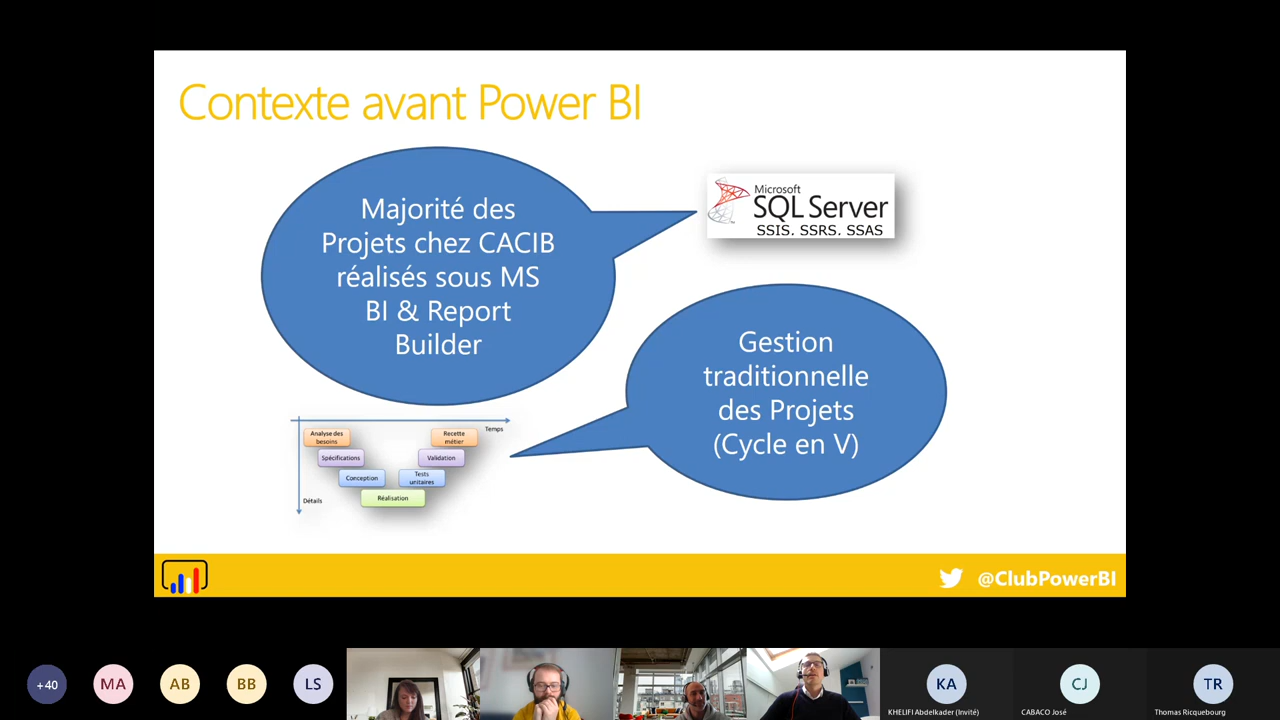 Contexte avant Power BI
Majorité des
Projets chez CACIB
réalisés sous MS
BI & Report
Builder
Microsoft
SQL Server
SSIS, SSRS, SSAS
Gestion
traditionnelle
des Projets
(Cycle en V)
Temps
Analyse des
besoins
Recette
métier
Spécifications
Validation
Conception
Tests
unitaires
Réalisation
Détails
@ClubPowerBI
+40
MA
AB
BB
LS
KA
KHELIFI Abdelkader (Invité)
CJ
CABACO José
TR
Thomas Ricquebourg